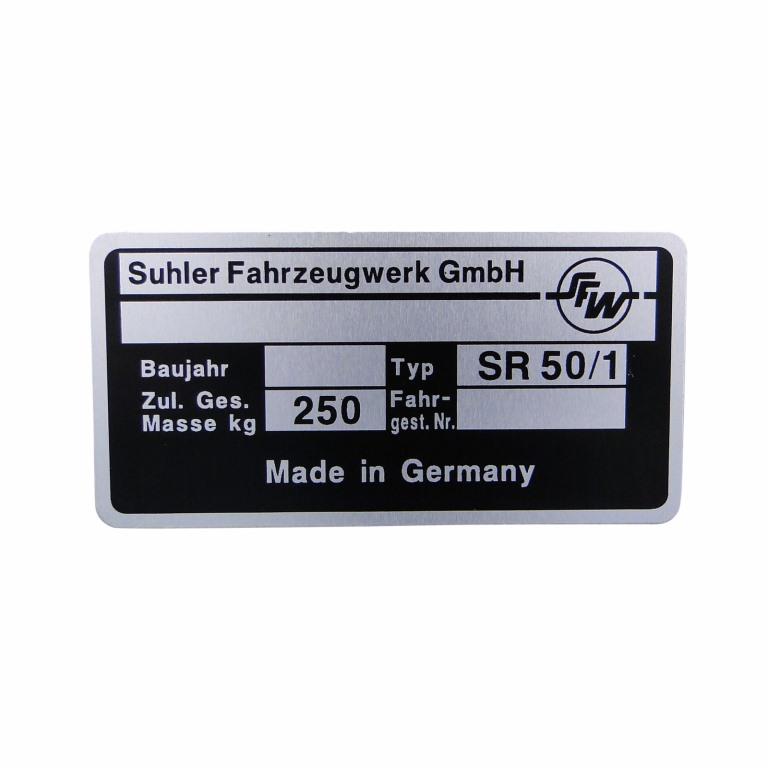 Suhler Fahrzeugwerk GmbH
SFW
Baujahr
Typ SR 50/1
Zul. Ges.
Masse kg 250
Fahr-
gest. Nr.
Made in Germany